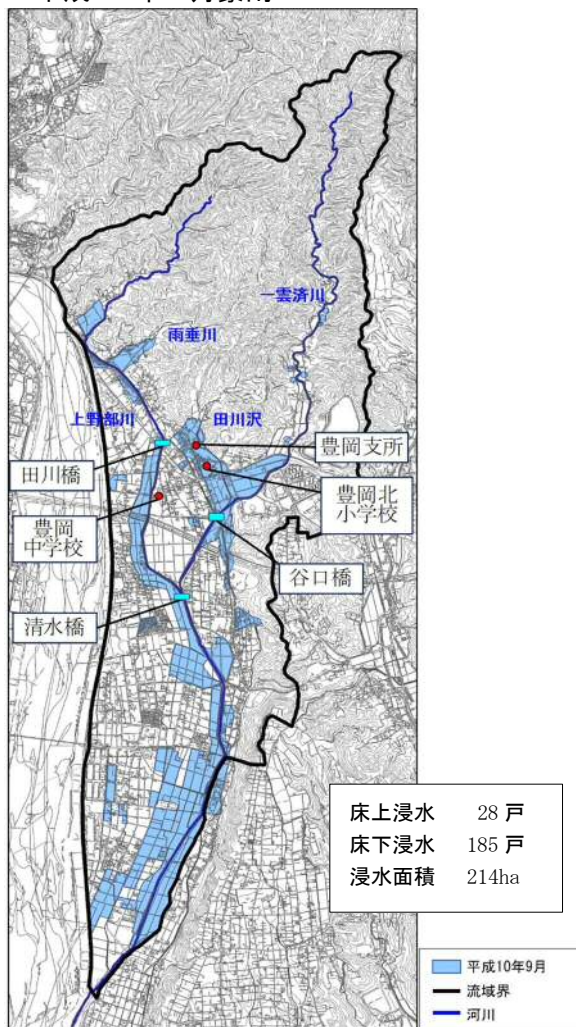 一雲済川
雨垂川
上野部川
田川沢
豊岡支所
田川橋
豊岡北
小学校
豊岡
中学校
谷口橋
清水橋
床上浸水 28 戸
床下浸水 185 戸
浸水面積 214ha
平成10年9月
流域界
河川